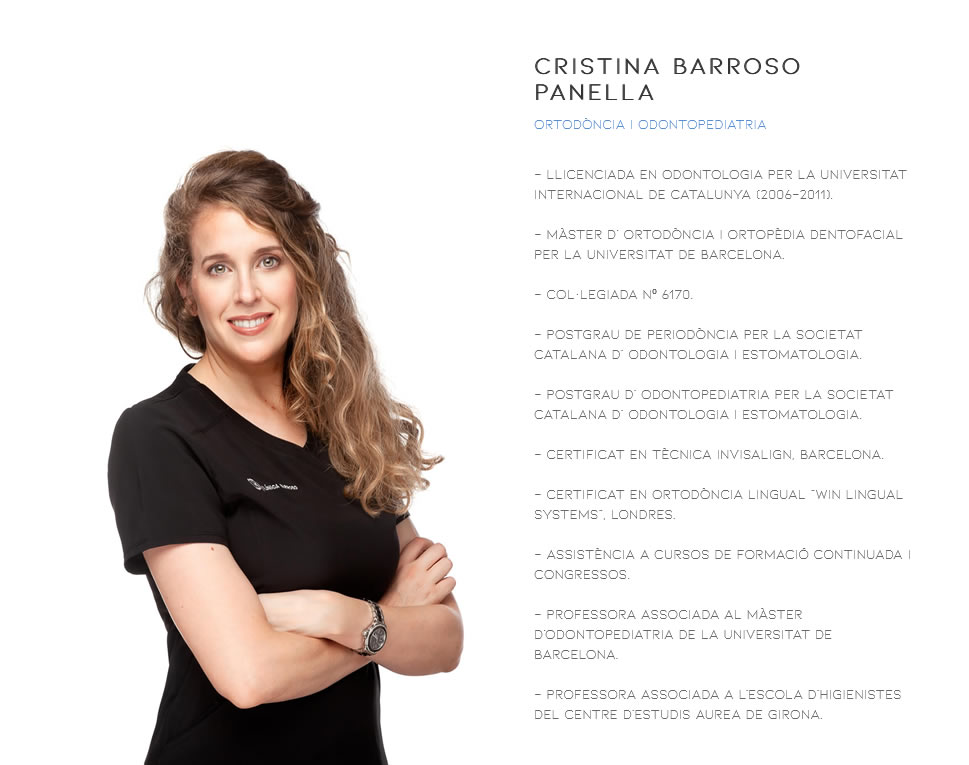 CRISTINA BARROSO
PANELLA
ORTODÒNCIA I ODONTOPEDIATRIA
- LLICENCIADA EN ODONTOLOGIA PER LA UNIVERSITAT
INTERNACIONAL DE CATALUNYA (2006-2011).
- MÀSTER D' ORTODÒNCIA I ORTOPÈDIA DENTOFACIAL
PER LA UNIVERSITAT DE BARCELONA.
- COL·LEGIADA Nº 6170.
- POSTGRAU DE PERIODÒNCIA PER LA SOCIETAT
CATALANA D' ODONTOLOGIA I ESTOMATOLOGIA.
- POSTGRAU D' ODONTOPEDIATRIA PER LA SOCIETAT
CATALANA D' ODONTOLOGIA I ESTOMATOLOGIA.
- CERTIFICAT EN TÈCNICA INVISALIGN, BARCELONA.
- CERTIFICAT EN ORTODÒNCIA LINGUAL "WIN LINGUAL
SYSTEMS", LONDRES.
- ASSISTÈNCIA A CURSOS DE FORMACIÓ CONTINUADA I
CONGRESSOS.
- PROFESSORA ASSOCIADA AL MÀSTER
D'ODONTOPEDIATRIA DE LA UNIVERSITAT DE
BARCELONA.
- PROFESSORA ASSOCIADA A L'ESCOLA D'HIGIENISTES
DEL CENTRE D'ESTUDIS AUREA DE GIRONA.